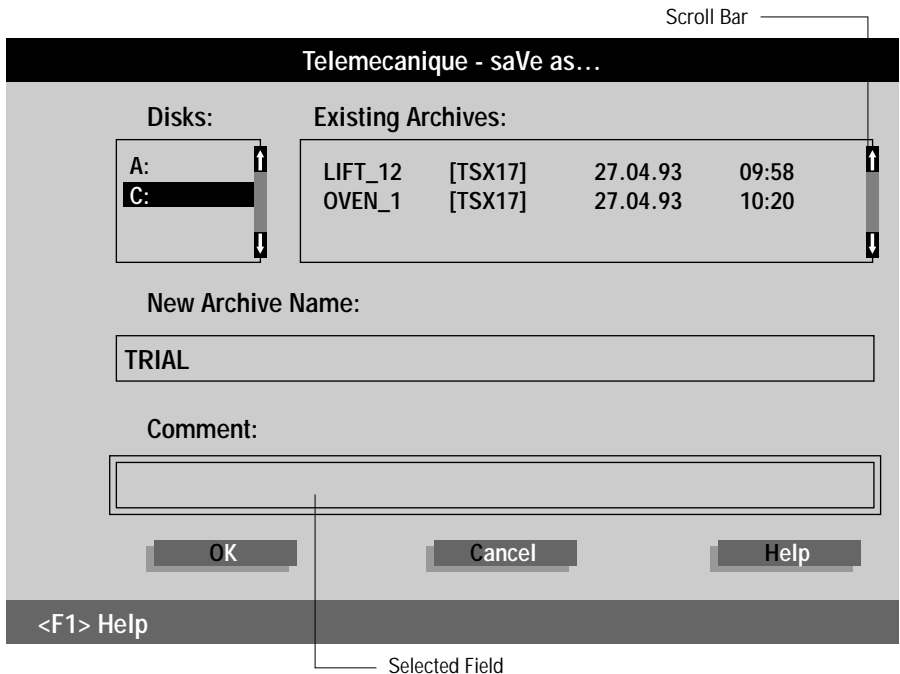 Scroll Bar
Telemecanique - saVe as...
Disks: Existing Archives:
A: LIFT_12 [TSX17] 27.04.93 09:58
C: OVEN_1 [TSX17] 27.04.93 10:20
New Archive Name:
TRIAL
Comment:
OK Cancel Help
<F1> Help
Selected Field